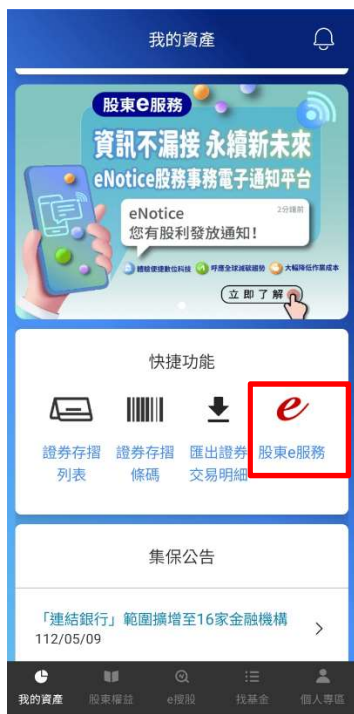 我的資產
股東e服務
資訊不漏接 永續新未來
eNotice股務事務電子通知平台
eNotice
2分鐘前
您有股利發放通知!
體驗便捷數位科技 呼應全球減碳趨勢 大幅降低作業成本
立即了解
快捷功能
e
證券存摺
列表
證券存摺
條碼
匯出證券
交易明細
股東e服務
集保公告
「連結銀行」範圍擴增至16家金融機構
112/05/09
我的資產 股東權益 e投股 找基金 個人專區